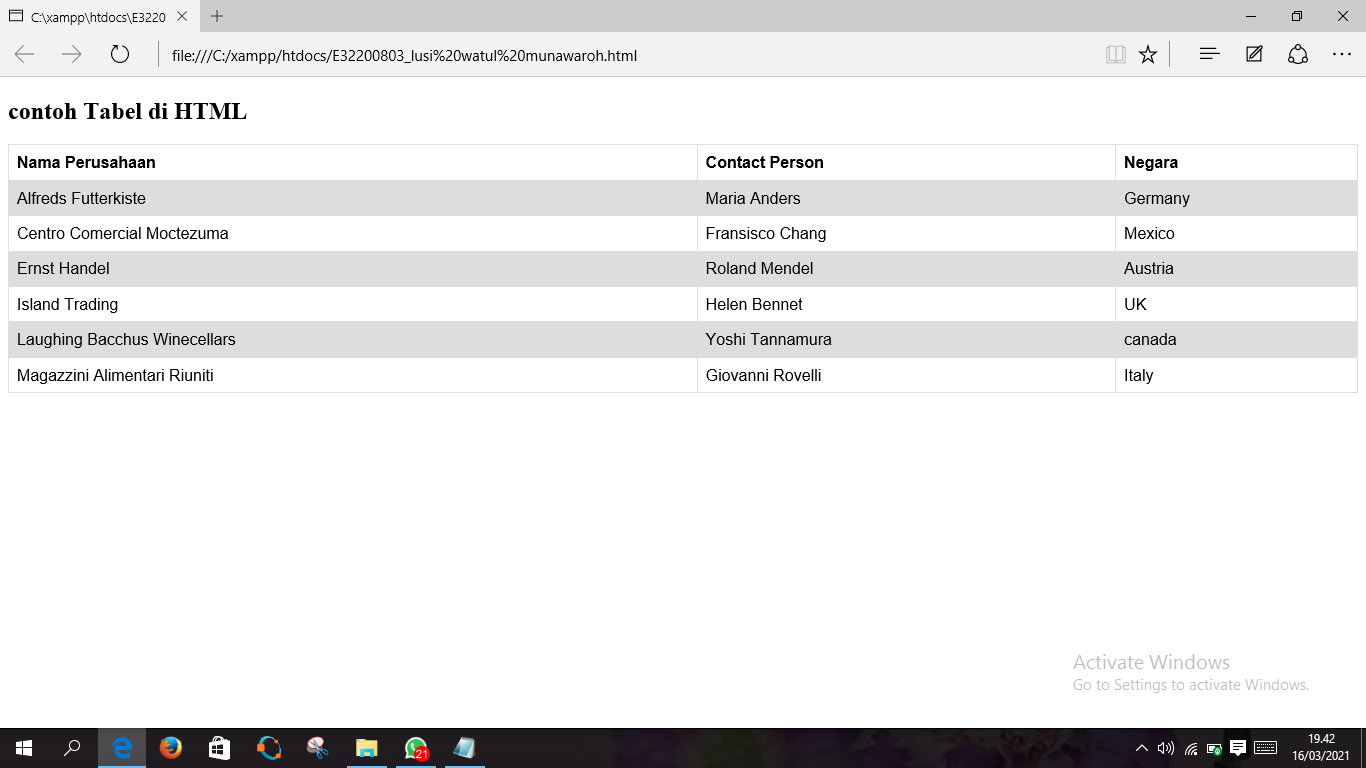 C:\xampp\htdocs\E3220
file:///C:/xampp/htdocs/E32200803_lusi%20watul%20munawaroh.html
contoh Tabel di HTML
Nama Perusahaan Contact Person Negara
Alfreds Futterkiste Maria Anders Germany
Centro Comercial Moctezuma Fransisco Chang Mexico
Ernst Handel Roland Mendel Austria
Island Trading Helen Bennet UK
Laughing Bacchus Winecellars Yoshi Tannamura canada
Magazzini Alimentari Riuniti Giovanni Rovelli Italy
Activate Windows
Go to Settings to activate Windows.
21
19.42
16/03/2021